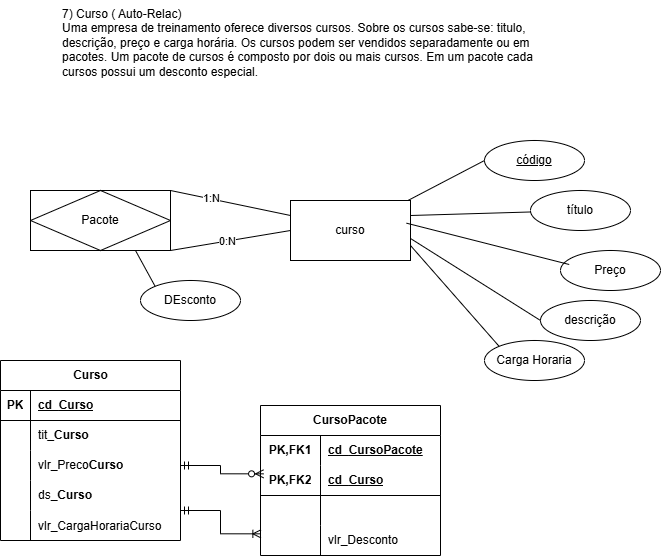 7) Curso ( Auto-Relac)
Uma empresa de treinamento oferece diversos cursos. Sobre os cursos sabe-se: titulo,
descrição, preço e carga horária. Os cursos podem ser vendidos separadamente ou em
pacotes. Um pacote de cursos é composto por dois ou mais cursos. Em um pacote cada
cursos possui um desconto especial.
código
1:N
título
Pacote
curso
0:N
Preço
DEsconto
descrição
Carga Horaria
Curso
PK cd_Curso
tit_Curso
vlr_PrecoCurso
ds_Curso
vlr_CargaHorariaCurso
CursoPacote
PK,FK1 cd_CursoPacote
PK,FK2 cd_Curso
vlr_Desconto